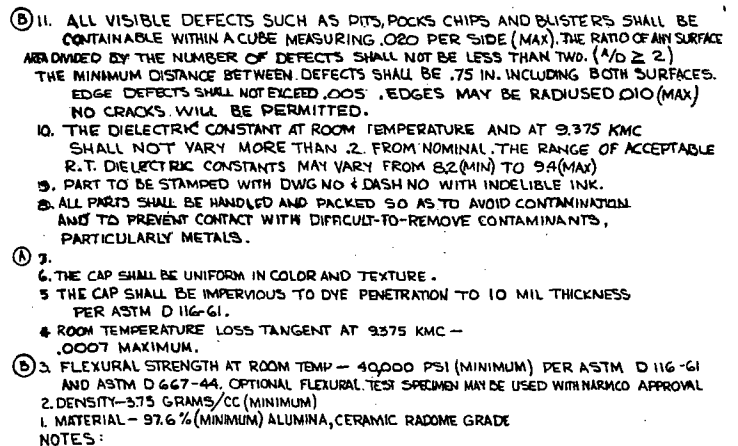 Ⓑ 11. ALL VISIBLE DEFECTS SUCH AS PITS, POCKS CHIPS AND BLISTERS SHALL BE
CONTAINABLE WITHIN A CUBE MEASURING .020 PER SIDE (MAX). THE RATIO OF ANY SURFACE
AREA DIVIDED BY THE NUMBER OF DEFECTS SHALL NOT BE LESS THAN TWO. (A/D ≥ 2)
THE MINIMUM DISTANCE BETWEEN DEFECTS SHALL BE .75 IN. INCLUDING BOTH SURFACES.
EDGE DEFECTS SHALL NOT EXCEED .005 . EDGES MAY BE RADIUSED .010 (MAX)
NO CRACKS WILL BE PERMITTED.
10. THE DIELECTRIC CONSTANT AT ROOM TEMPERATURE AND AT 9.375 KMC
SHALL NOT VARY MORE THAN .2 FROM NOMINAL. THE RANGE OF ACCEPTABLE
R.T. DIELECTRIC CONSTANTS MAY VARY FROM 8.2 (MIN) TO 9.4 (MAX)
9. PART TO BE STAMPED WITH DWG NO & DASH NO WITH INDELIBLE INK.
8. ALL PARTS SHALL BE HANDLED AND PACKED SO AS TO AVOID CONTAMINATION
AND TO PREVENT CONTACT WITH DIFFICULT-TO-REMOVE CONTAMINANTS,
PARTICULARLY METALS.
Ⓐ 7.
6. THE CAP SHALL BE UNIFORM IN COLOR AND TEXTURE.
5 THE CAP SHALL BE IMPERVIOUS TO DYE PENETRATION TO 10 MIL THICKNESS
PER ASTM D 116-61.
4 ROOM TEMPERATURE LOSS TANGENT AT 9.375 KMC –
.0007 MAXIMUM.
Ⓑ 3. FLEXURAL STRENGTH AT ROOM TEMP – 40,000 PSI (MINIMUM) PER ASTM D 116-61
AND ASTM D 667-44. OPTIONAL FLEXURAL TEST SPECIMEN MAY BE USED WITH NARMCO APPROVAL
2. DENSITY – 3.75 GRAMS/CC (MINIMUM)
1. MATERIAL – 97.6 % (MINIMUM) ALUMINA, CERAMIC RADOME GRADE
NOTES: